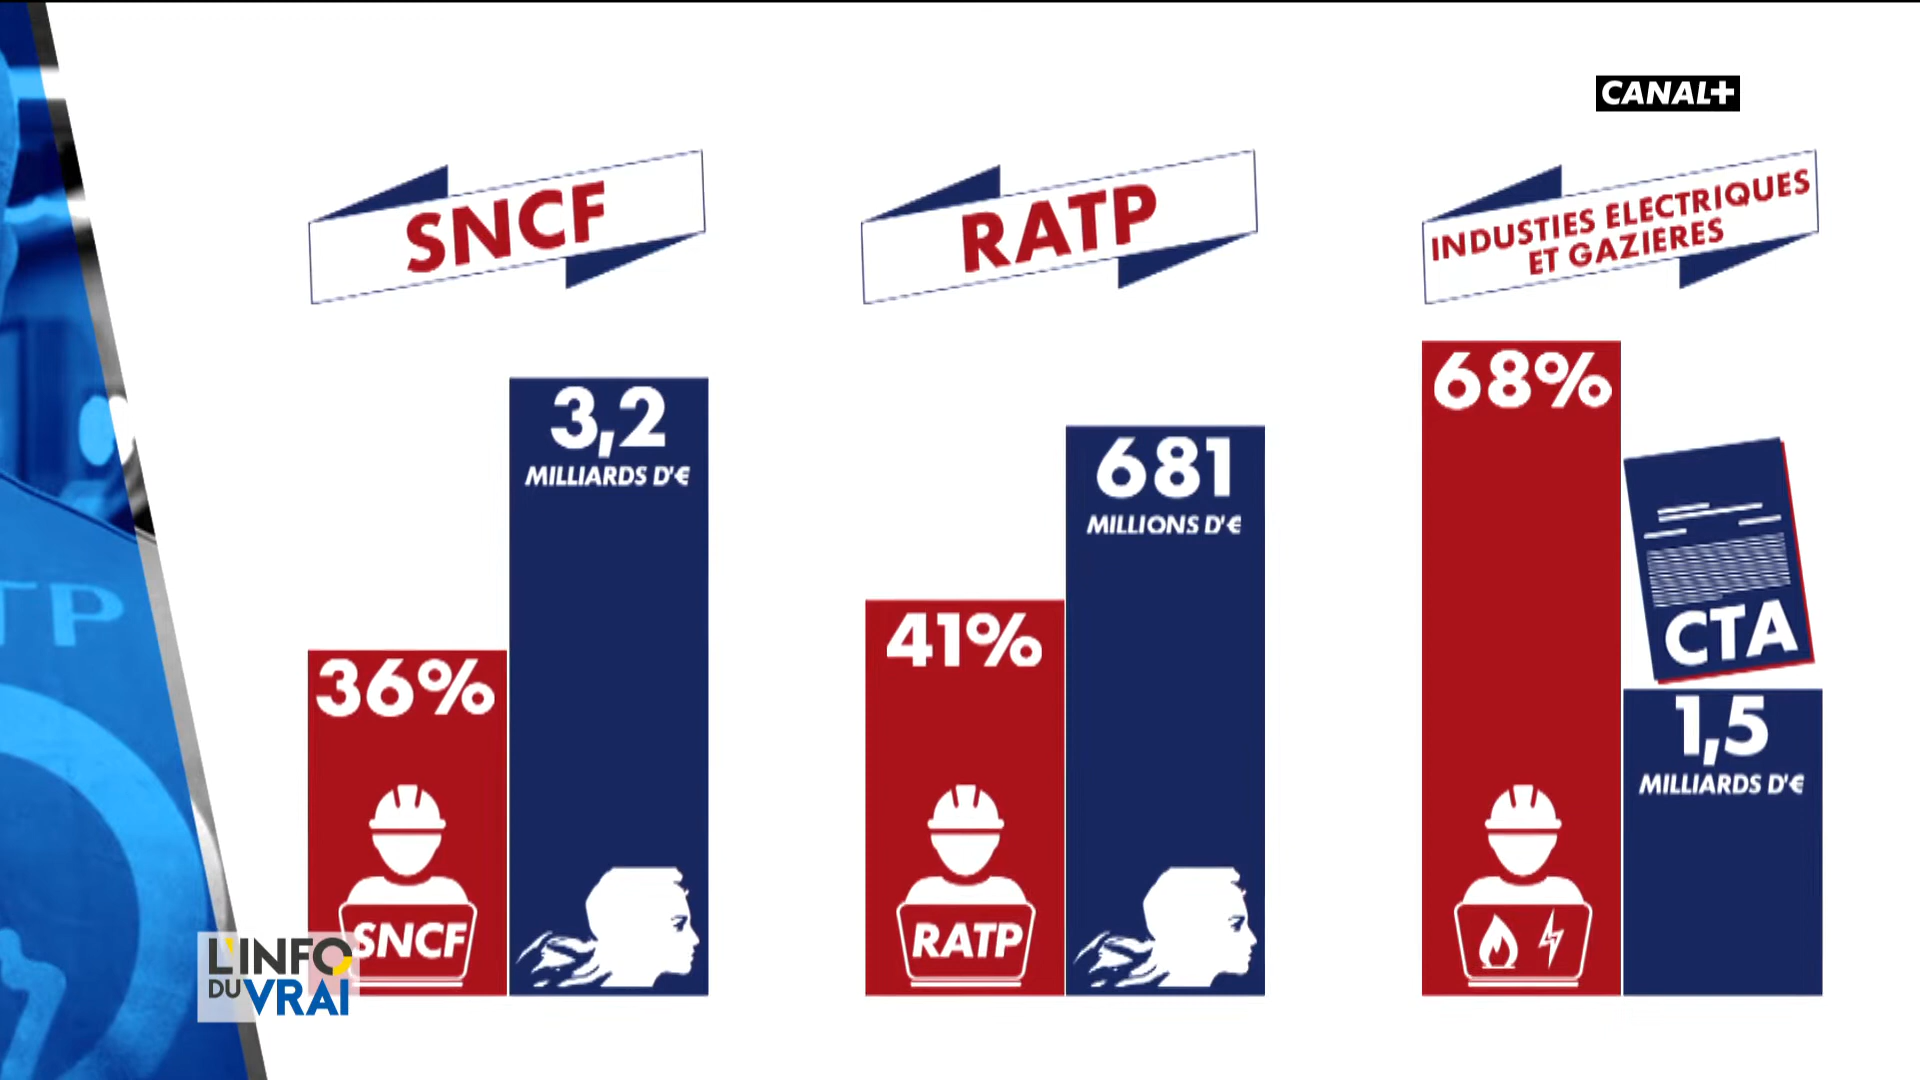 CANAL+
SNCF
RATP
INDUSTIES ELECTRIQUES
ET GAZIERES
36%
SNCF
3,2
MILLIARDS D'€
41%
RATP
681
MILLIONS D'€
68%
CTA
1,5
MILLIARDS D'€
TP
L'INFO
DU VRAI